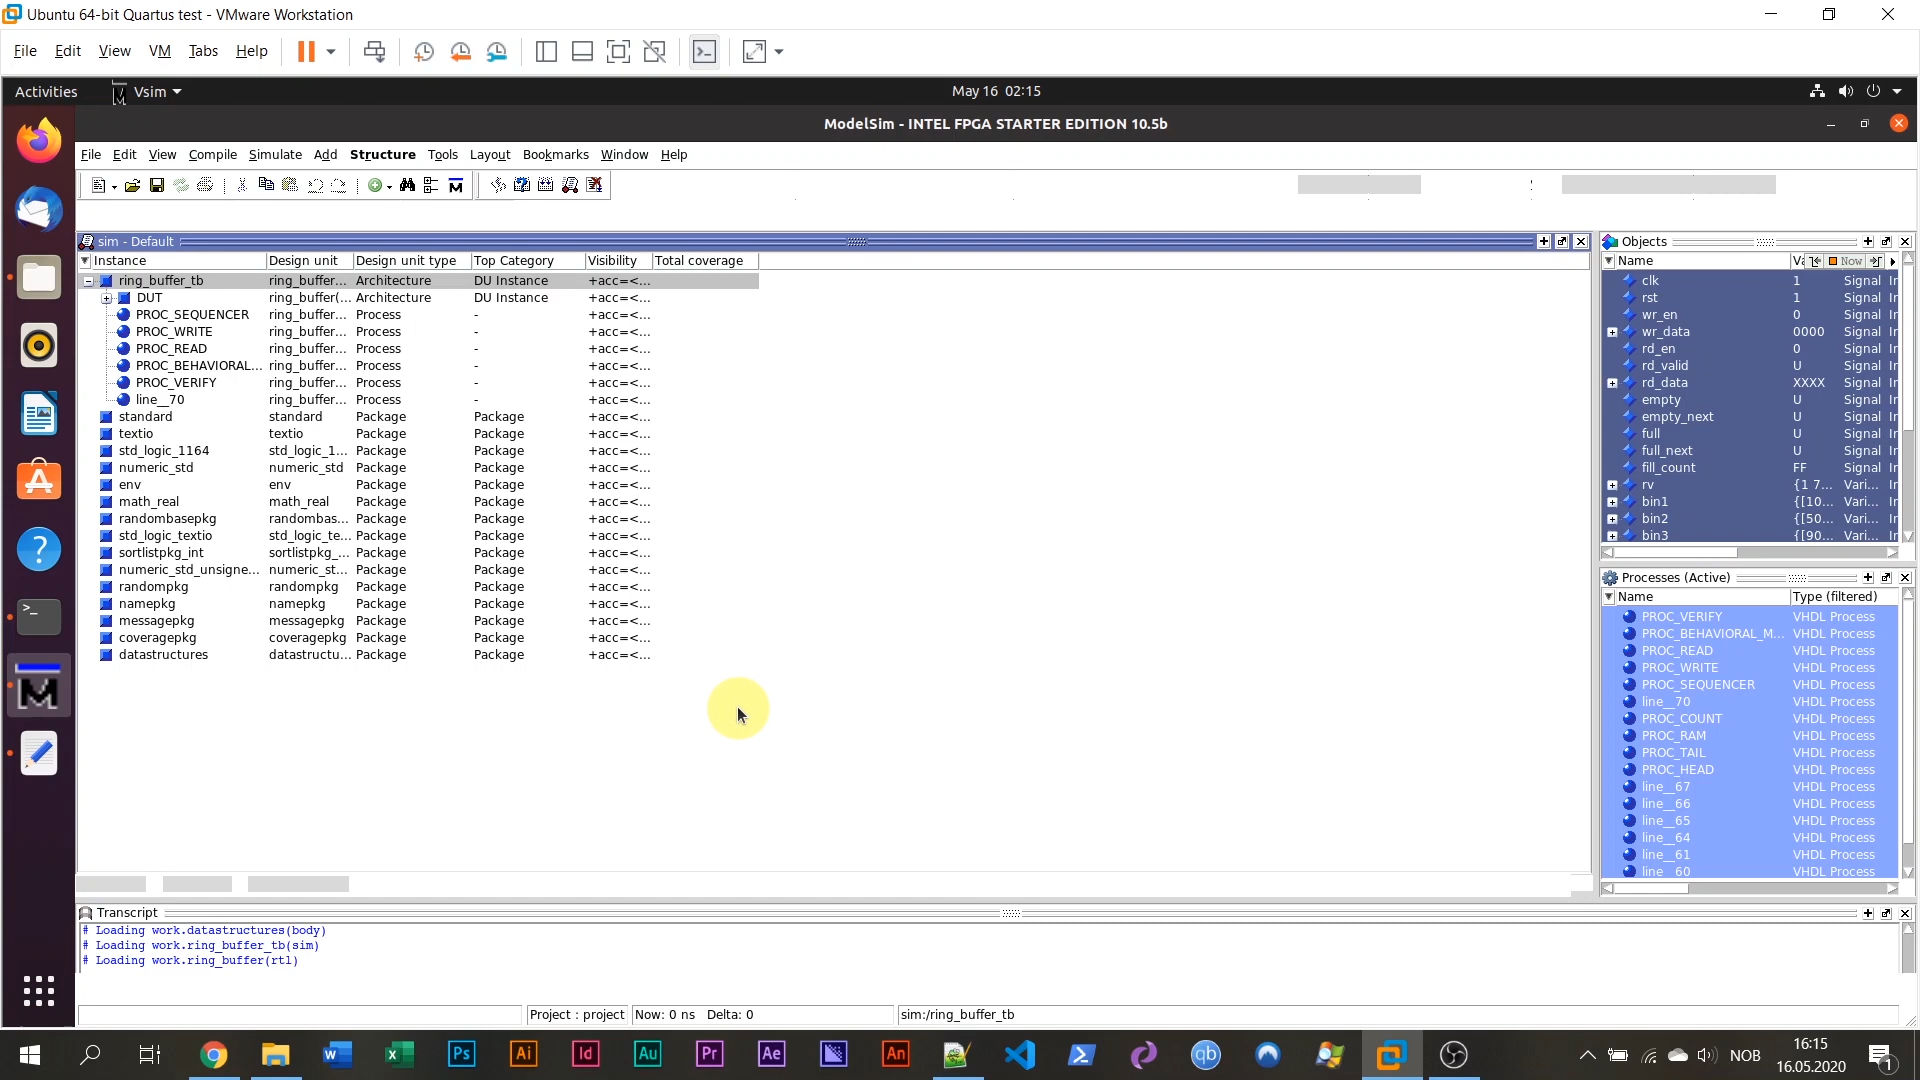 Ubuntu 64-bit Quartus test - VMware Workstation
File Edit View VM Tabs Help
Activities Vsim May 16 02:15
ModelSim - INTEL FPGA STARTER EDITION 10.5b
File Edit View Compile Simulate Add Structure Tools Layout Bookmarks Window Help
sim - Default
Instance Design unit Design unit type Top Category Visibility Total coverage
ring_buffer_tb ring_buffer... Architecture DU Instance +acc=<...
DUT ring_buffer(... Architecture DU Instance +acc=<...
PROC_SEQUENCER ring_buffer... Process - +acc=<...
PROC_WRITE ring_buffer... Process - +acc=<...
PROC_READ ring_buffer... Process - +acc=<...
PROC_BEHAVIORAL... ring_buffer... Process - +acc=<...
PROC_VERIFY ring_buffer... Process - +acc=<...
line__70 ring_buffer... Process - +acc=<...
standard standard Package Package +acc=<...
textio textio Package Package +acc=<...
std_logic_1164 std_logic_1... Package Package +acc=<...
numeric_std numeric_std Package Package +acc=<...
env env Package Package +acc=<...
math_real math_real Package Package +acc=<...
randombasepkg randombas... Package Package +acc=<...
std_logic_textio std_logic_te... Package Package +acc=<...
sortlistpkg_int sortlistpkg_... Package Package +acc=<...
numeric_std_unsigne... numeric_st... Package Package +acc=<...
randompkg randompkg Package Package +acc=<...
namepkg namepkg Package Package +acc=<...
messagepkg messagepkg Package Package +acc=<...
coveragepkg coveragepkg Package Package +acc=<...
datastructures datastructu... Package Package +acc=<...
Objects
Name Now
clk 1 Signal
rst 1 Signal
wr_en 0 Signal
wr_data 0000 Signal
rd_en 0 Signal
rd_valid U Signal
rd_data XXXX Signal
empty U Signal
empty_next U Signal
full U Signal
full_next U Signal
fill_count FF Signal
rv {1 7... Vari...
bin1 {[10... Vari...
bin2 {[50... Vari...
bin3 {[90... Vari...
Processes (Active)
Name Type (filtered)
PROC_VERIFY VHDL Process
PROC_BEHAVIORAL_M... VHDL Process
PROC_READ VHDL Process
PROC_WRITE VHDL Process
PROC_SEQUENCER VHDL Process
line__70 VHDL Process
PROC_COUNT VHDL Process
PROC_RAM VHDL Process
PROC_TAIL VHDL Process
PROC_HEAD VHDL Process
line__67 VHDL Process
line__66 VHDL Process
line__65 VHDL Process
line__64 VHDL Process
line__61 VHDL Process
line__60 VHDL Process
Transcript
# Loading work.datastructures(body)
# Loading work.ring_buffer_tb(sim)
# Loading work.ring_buffer(rtl)
Project : project Now: 0 ns Delta: 0 sim:/ring_buffer_tb
Ps Ai Id Au Pr Ae An qb NOB
16:15
16.05.2020
1